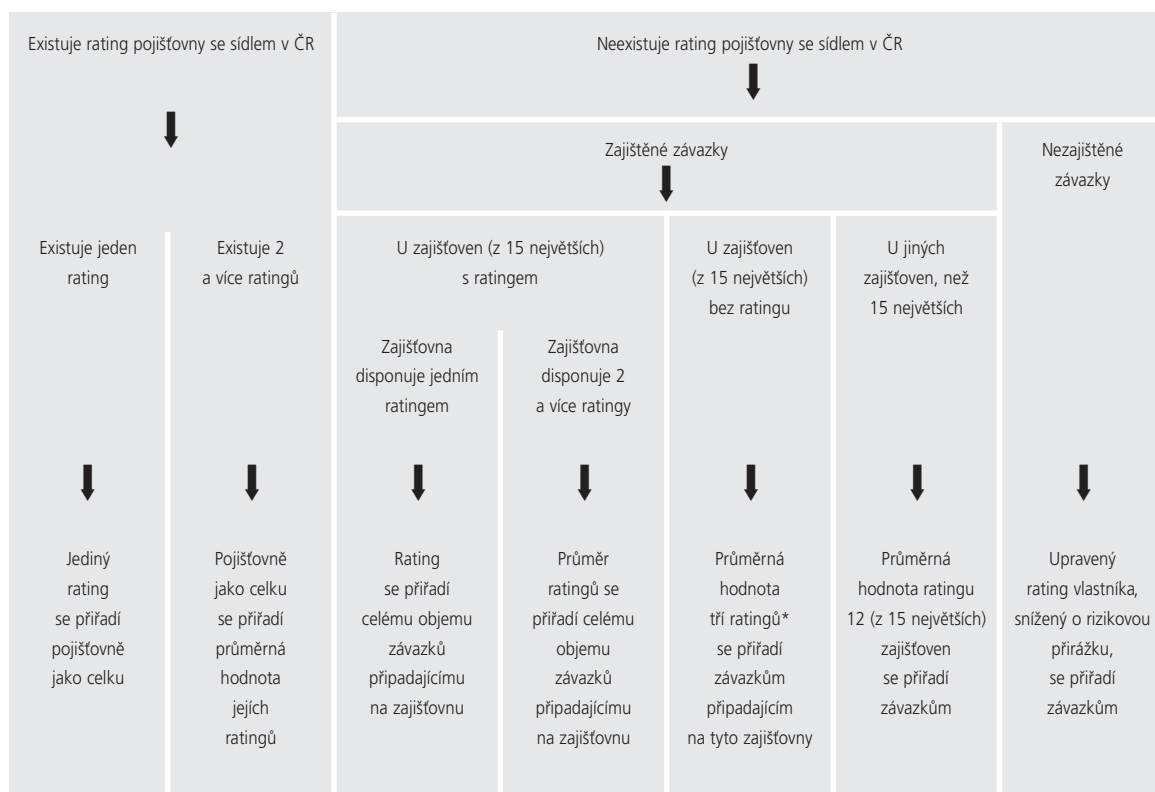 Existuje rating pojišťovny se sídlem v ČR
Neexistuje rating pojišťovny se sídlem v ČR
Zajištěné závazky
Nezajištěné
závazky
Existuje jeden
rating
Existuje 2
a více ratingů
U zajišťoven (z 15 největších)
s ratingem
U zajišťoven
(z 15 největších)
bez ratingu
U jiných
zajišťoven, než
15 největších
Zajišťovna
disponuje jedním
ratingem
Zajišťovna
disponuje 2
a více ratingy
Jediný
rating
se přiřadí
pojišťovně
jako celku
Pojišťovně
jako celku
se přiřadí
průměrná
hodnota
jejích
ratingů
Rating
se přiřadí
celému objemu
závazků
připadajícímu
na zajišťovnu
Průměr
ratingů se
přiřadí celému
objemu
závazků
připadajícímu
na zajišťovnu
Průměrná
hodnota
tří ratingů*
se přiřadí
závazkům
připadajícím
na tyto zajišťovny
Průměrná
hodnota ratingu
12 (z 15 největších)
zajišťoven
se přiřadí
závazkům
Upravený
rating vlastníka,
snížený o rizikovou
přirážku,
se přiřadí
závazkům